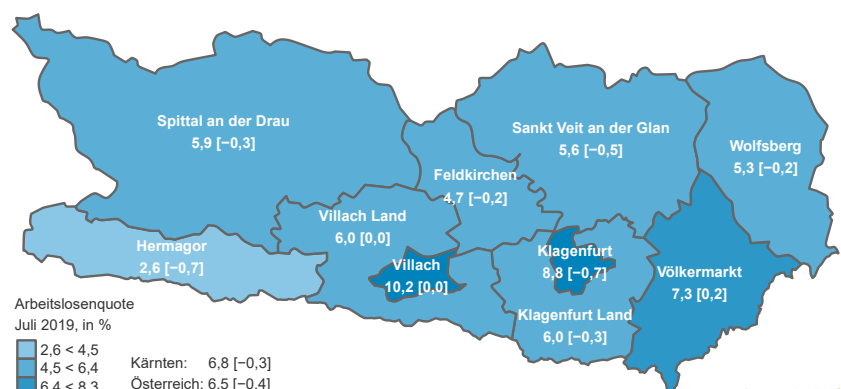 Spittal an der Drau
5,9 [−0,3]
Sankt Veit an der Glan
5,6 [−0,5]
Wolfsberg
5,3 [−0,2]
Feldkirchen
4,7 [−0,2]
Villach Land
6,0 [0,0]
Hermagor
2,6 [−0,7]
Villach
10,2 [0,0]
Klagenfurt
8,8 [−0,7]
Völkermarkt
7,3 [0,2]
Klagenfurt Land
6,0 [−0,3]
Arbeitslosenquote
Juli 2019, in %
2,6 < 4,5
4,5 < 6,4
6,4 < 8,3
Kärnten: 6,8 [−0,3]
Österreich: 6,5 [−0,4]